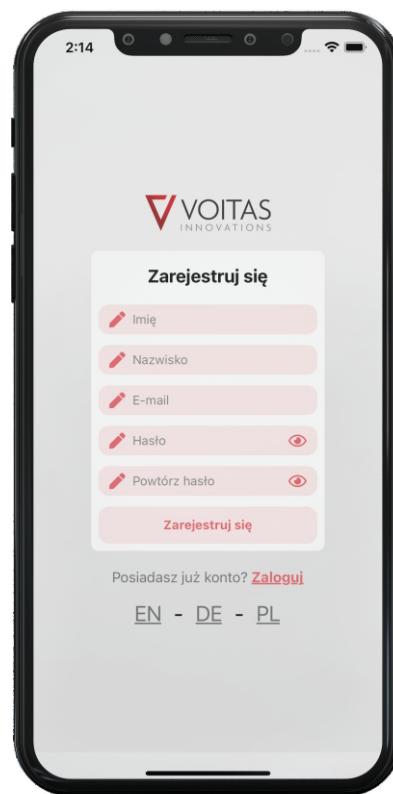 2:14
VOITAS
INNOVATIONS
Zarejestruj się
Imię
Nazwisko
E-mail
Hasło
Powtórz hasło
Zarejestruj się
Posiadasz już konto? Zaloguj
EN - DE - PL